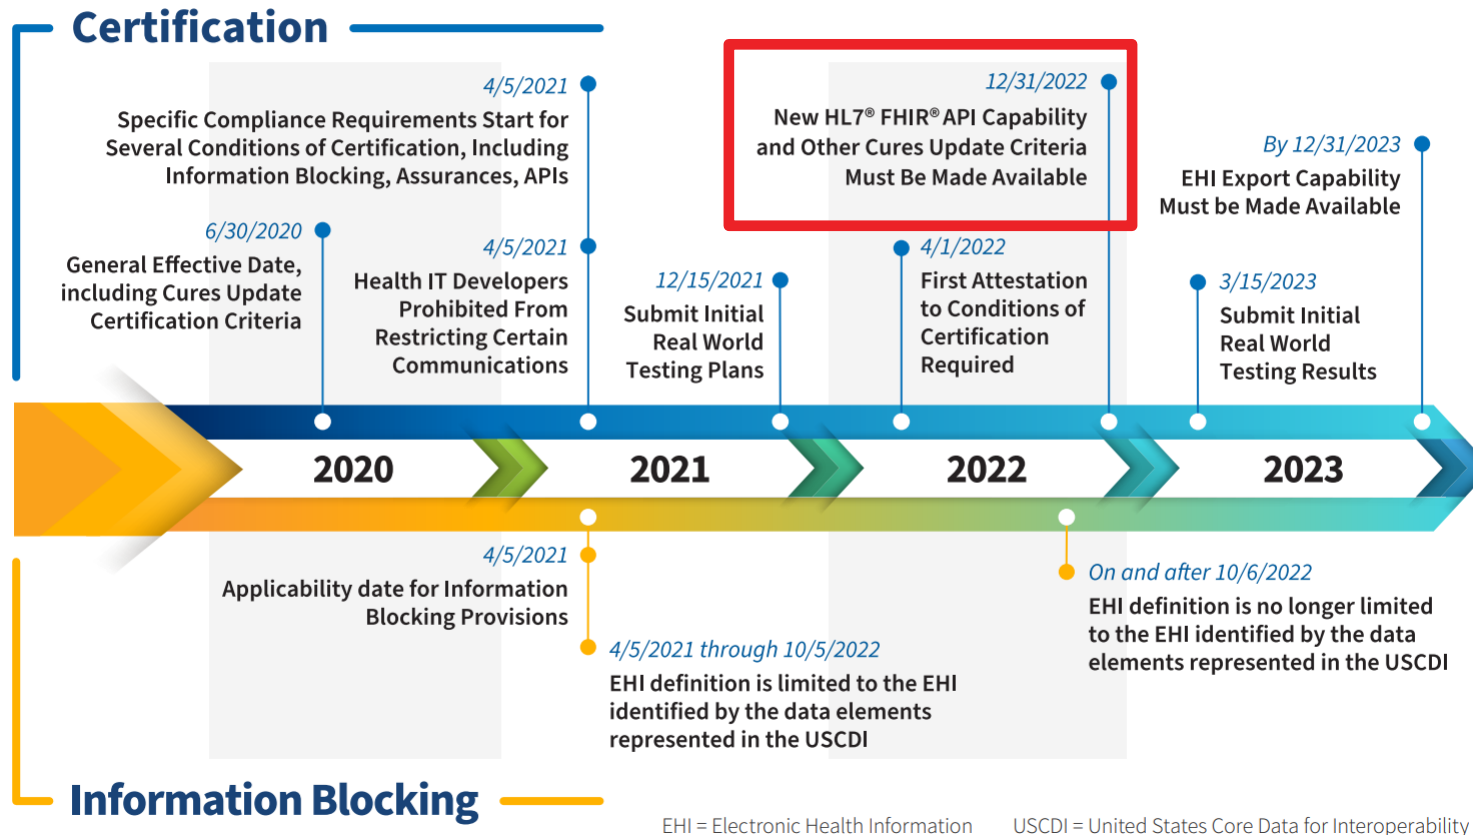 Certification
4/5/2021
Specific Compliance Requirements Start for
Several Conditions of Certification, Including
Information Blocking, Assurances, APIs
12/31/2022
New HL7® FHIR® API Capability
and Other Cures Update Criteria
Must Be Made Available
By 12/31/2023
EHI Export Capability
Must be Made Available
6/30/2020
General Effective Date,
including Cures Update
Certification Criteria
4/5/2021
Health IT Developers
Prohibited From
Restricting Certain
Communications
12/15/2021
Submit Initial
Real World
Testing Plans
4/1/2022
First Attestation
to Conditions of
Certification
Required
3/15/2023
Submit Initial
Real World
Testing Results
2020
2021
2022
2023
4/5/2021
Applicability date for Information
Blocking Provisions
4/5/2021 through 10/5/2022
EHI definition is limited to the EHI
identified by the data elements
represented in the USCDI
On and after 10/6/2022
EHI definition is no longer limited
to the EHI identified by the data
elements represented in the USCDI
Information Blocking
EHI = Electronic Health Information
USCDI = United States Core Data for Interoperability